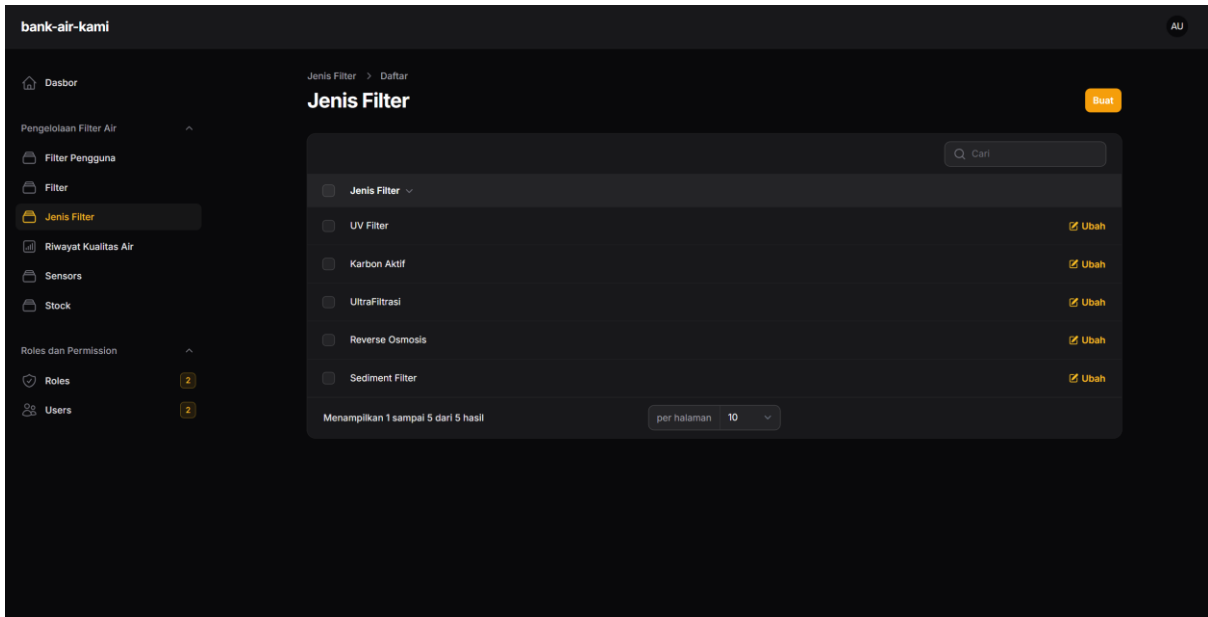 bank-air-kami
AU
Dasbor
Pengelolaan Filter Air
Filter Pengguna
Filter
Jenis Filter
Riwayat Kualitas Air
Sensors
Stock
Roles dan Permission
Roles 2
Users 2
Jenis Filter > Daftar
Jenis Filter
Buat
Cari
Jenis Filter
UV Filter Ubah
Karbon Aktif Ubah
UltraFiltrasi Ubah
Reverse Osmosis Ubah
Sediment Filter Ubah
Menampilkan 1 sampai 5 dari 5 hasil per halaman 10